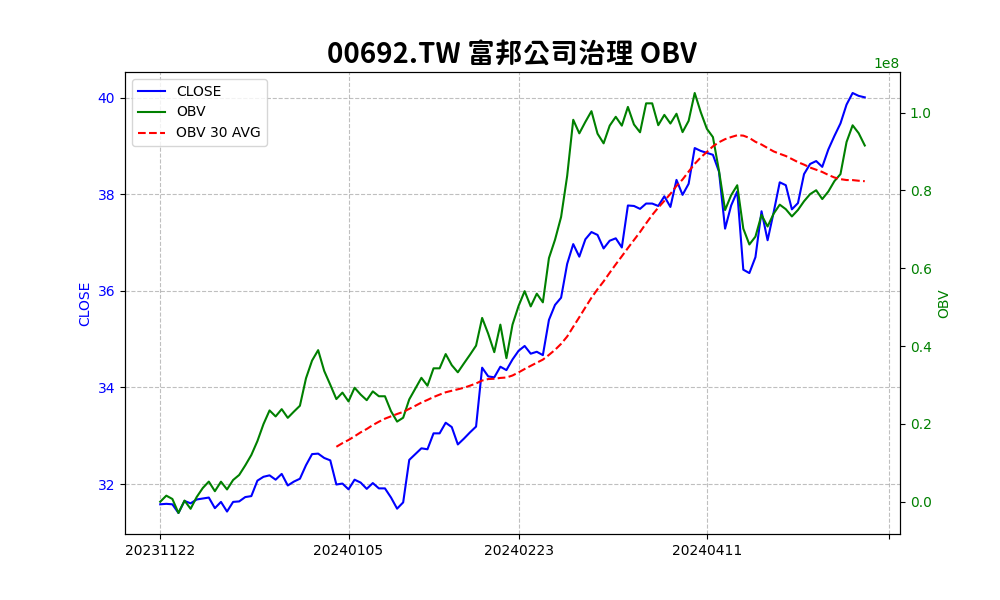 00692.TW 富邦公司治理 OBV
1e8
CLOSE
OBV
OBV 30 AVG
40
38
36
34
32
CLOSE
1.0
0.8
0.6
0.4
0.2
0.0
OBV
20231122
20240105
20240223
20240411